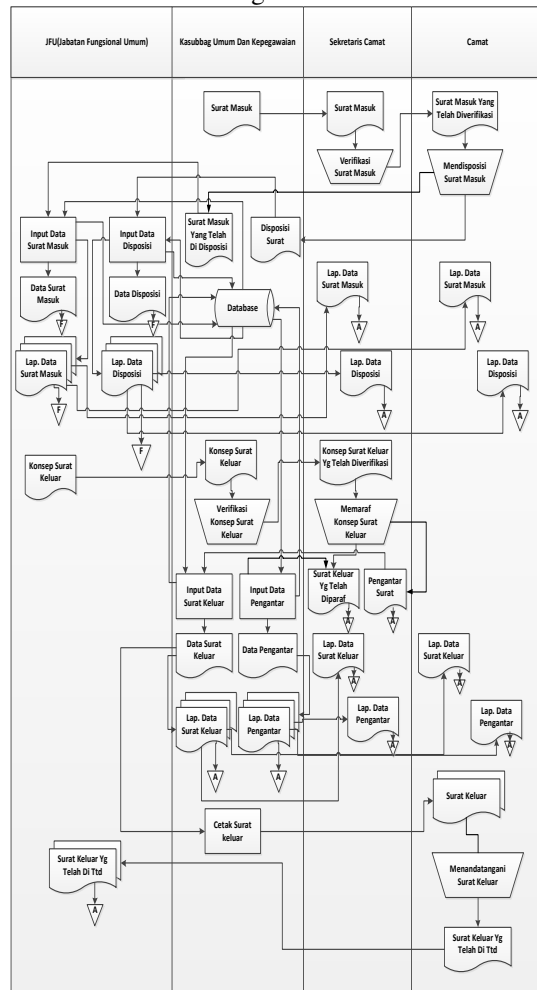 JFU(Jabatan Fungsional Umum)
Kasubbag Umum Dan Kepegawaian
Sekretaris Camat
Camat
Surat Masuk
Surat Masuk
Surat Masuk Yang
Telah Diverifikasi
Verifikasi
Surat Masuk
Mendisposisi
Surat Masuk
Input Data
Surat Masuk
Input Data
Disposisi
Surat Masuk
Yang Telah
Di Disposisi
Disposisi
Surat
Data Surat
Masuk
F
Data Disposisi
F
Database
Lap. Data
Surat Masuk
A
Lap. Data
Surat Masuk
A
Lap. Data
Surat Masuk
F
Lap. Data
Disposisi
F
Lap. Data
Disposisi
A
Lap. Data
Disposisi
A
Konsep Surat
Keluar
Konsep Surat
Keluar
Konsep Surat Keluar
Yg Telah Diverifikasi
Verifikasi
Konsep Surat
Keluar
Memaraf
Konsep Surat
Keluar
Input Data
Surat Keluar
Input Data
Pengantar
Surat Keluar
Yg Telah
Diparaf
A
Pengantar
Surat
A
Data Surat
Keluar
Data Pengantar
Lap. Data
Surat Keluar
A
Lap. Data
Surat Keluar
A
Lap. Data
Surat Keluar
A
Lap. Data
Pengantar
A
Lap. Data
Pengantar
A
Lap. Data
Pengantar
A
Cetak Surat
keluar
Surat Keluar
Surat Keluar Yg
Telah Di Ttd
A
Menandatangani
Surat Keluar
Surat Keluar Yg
Telah Di Ttd